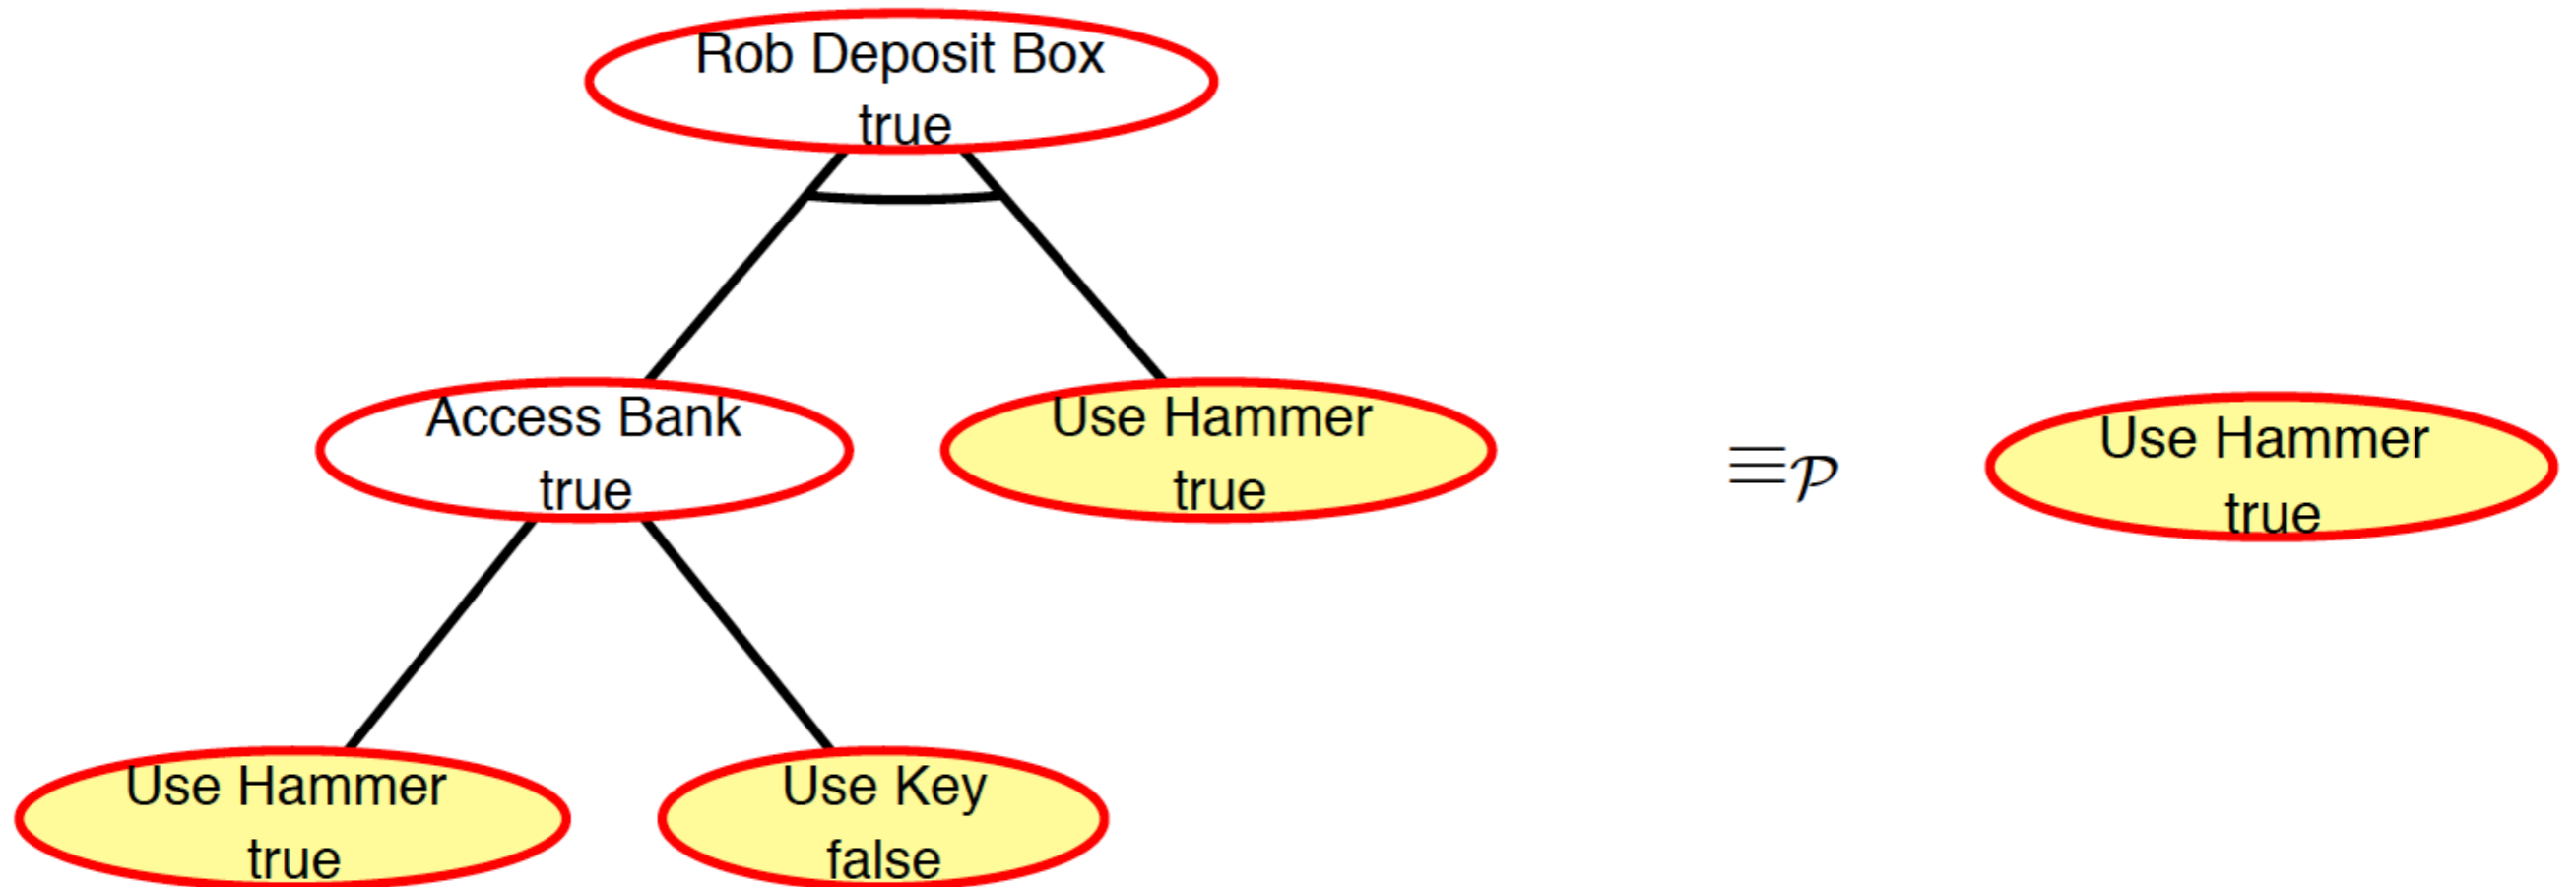 Rob Deposit Box
true
Access Bank
true
Use Hammer
true
≡𝒫
Use Hammer
true
Use Hammer
true
Use Key
false